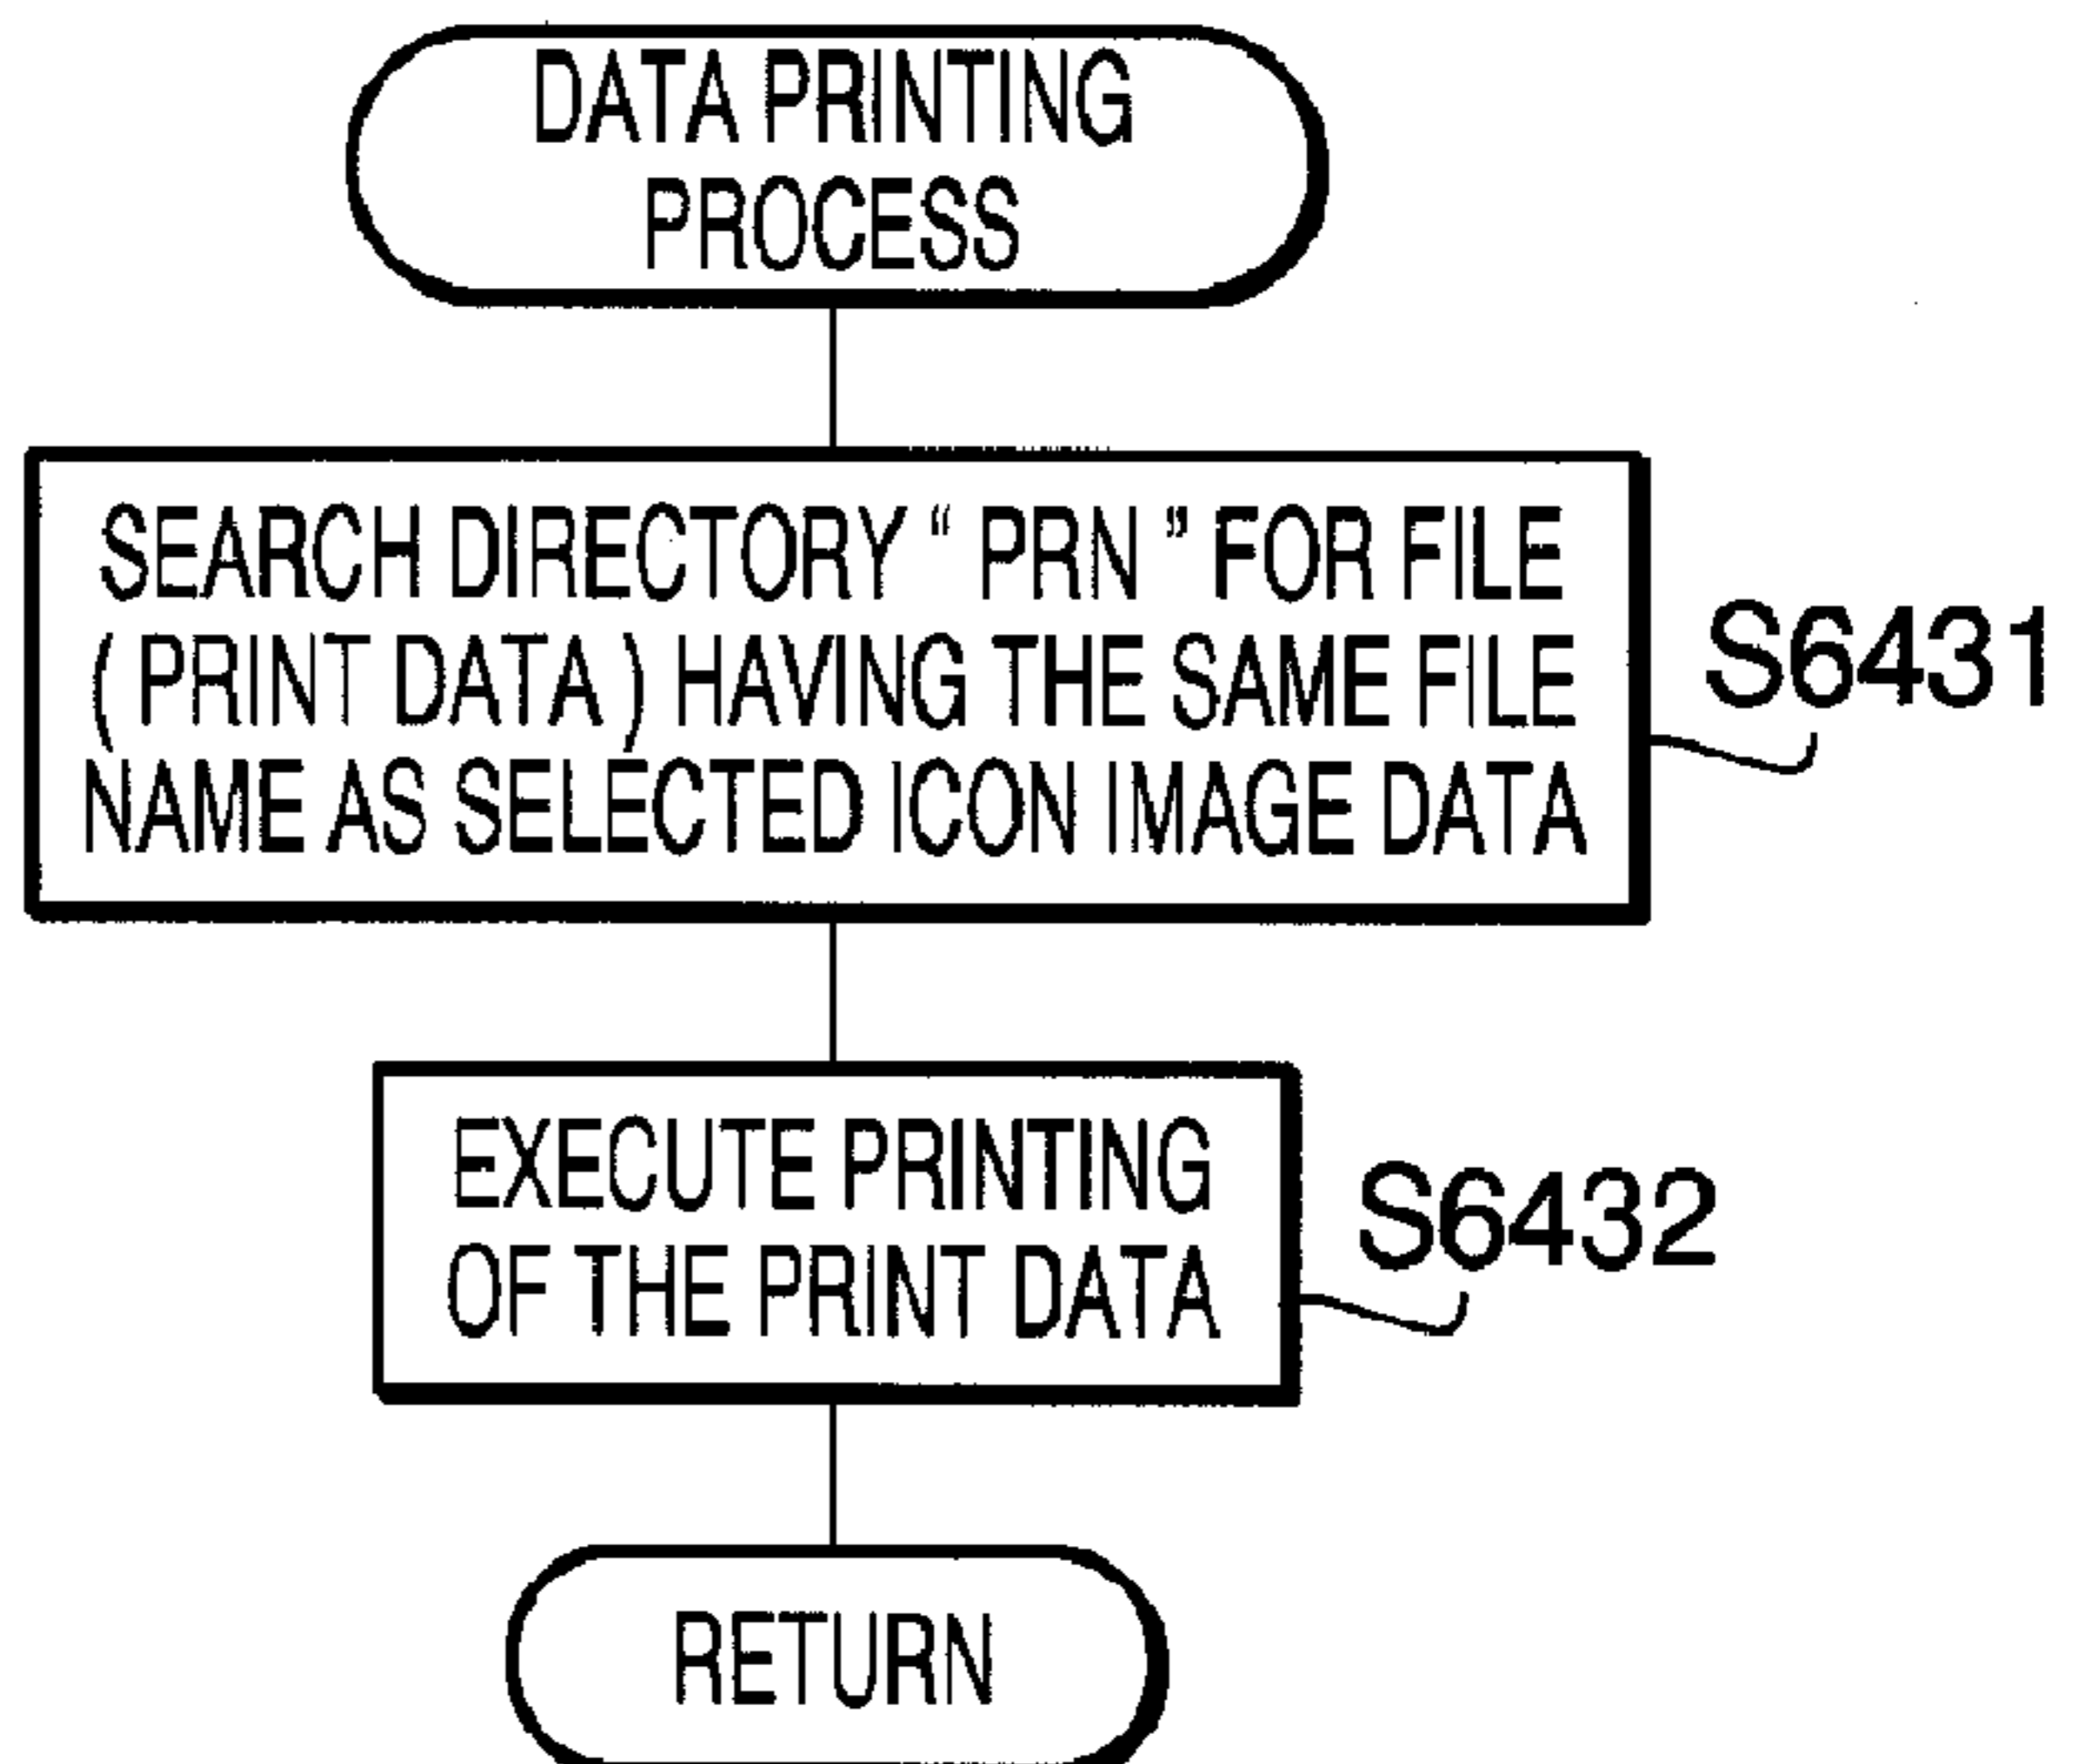 DATA PRINTING
PROCESS
SEARCH DIRECTORY “ PRN ” FOR FILE
( PRINT DATA ) HAVING THE SAME FILE
NAME AS SELECTED ICON IMAGE DATA
S6431
EXECUTE PRINTING
OF THE PRINT DATA
S6432
RETURN